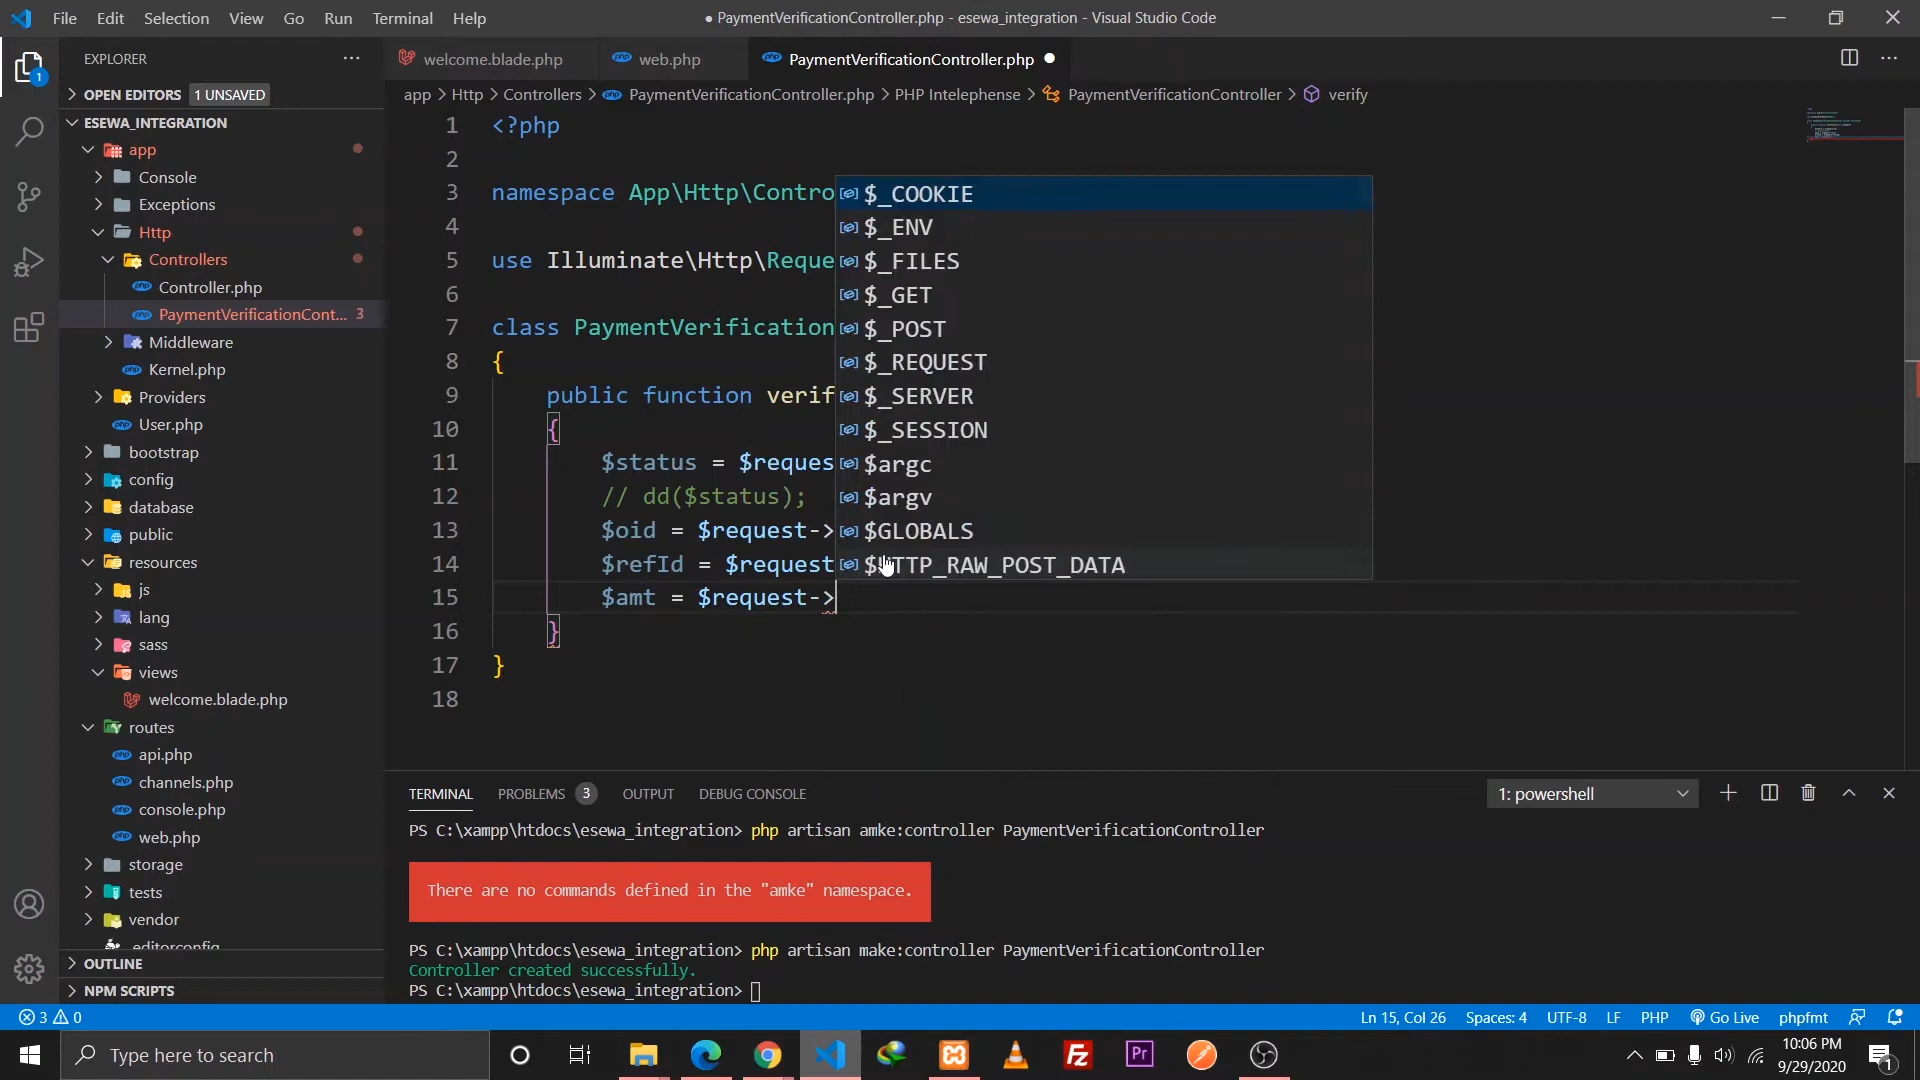 File Edit Selection View Go Run Terminal Help
● PaymentVerificationController.php - esewa_integration - Visual Studio Code
EXPLORER
OPEN EDITORS 1 UNSAVED
ESEWA_INTEGRATION
app
Console
Exceptions
Http
Controllers
Controller.php
PaymentVerificationCont... 3
Middleware
Kernel.php
Providers
User.php
bootstrap
config
database
public
resources
js
lang
sass
views
welcome.blade.php
routes
api.php
channels.php
console.php
web.php
storage
tests
vendor
.editorconfig
OUTLINE
NPM SCRIPTS
1
welcome.blade.php
web.php
PaymentVerificationController.php ●
app > Http > Controllers > PaymentVerificationController.php > PHP Intelephense > PaymentVerificationController > verify
1 <?php
2
3 namespace App\Http\Contro
4
5 use Illuminate\Http\Reque
6
7 class PaymentVerification
8 {
9 public function verif
10 {
11 $status = $reques
12 // dd($status);
13 $oid = $request->
14 $refId = $request
15 $amt = $request->
16 }
17 }
18
$_COOKIE
$_ENV
$_FILES
$_GET
$_POST
$_REQUEST
$_SERVER
$_SESSION
$argc
$argv
$GLOBALS
$HTTP_RAW_POST_DATA
TERMINAL PROBLEMS 3 OUTPUT DEBUG CONSOLE
1: powershell
PS C:\xampp\htdocs\esewa_integration> php artisan amke:controller PaymentVerificationController
There are no commands defined in the "amke" namespace.
PS C:\xampp\htdocs\esewa_integration> php artisan make:controller PaymentVerificationController
Controller created successfully.
PS C:\xampp\htdocs\esewa_integration>
3 0
Ln 15, Col 26 Spaces: 4 UTF-8 LF PHP Go Live phpfmt
Type here to search
Fz
Pr
10:06 PM
9/29/2020
1